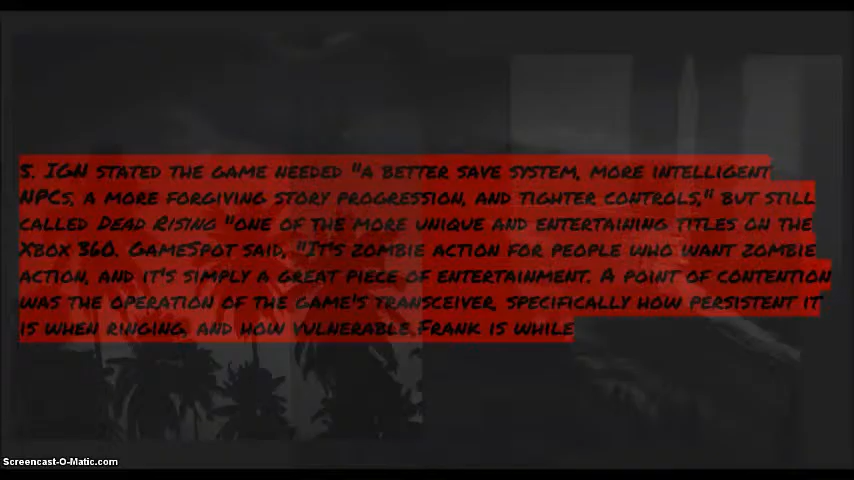 5. IGN STATED THE GAME NEEDED "A BETTER SAVE SYSTEM, MORE INTELLIGENT
NPCS, A MORE FORGIVING STORY PROGRESSION, AND TIGHTER CONTROLS," BUT STILL
CALLED DEAD RISING "ONE OF THE MORE UNIQUE AND ENTERTAINING TITLES ON THE
XBOX 360. GAMESPOT SAID, "IT'S ZOMBIE ACTION FOR PEOPLE WHO WANT ZOMBIE
ACTION, AND IT'S SIMPLY A GREAT PIECE OF ENTERTAINMENT. A POINT OF CONTENTION
WAS THE OPERATION OF THE GAME'S TRANSCEIVER, SPECIFICALLY HOW PERSISTENT IT
IS WHEN RINGING, AND HOW VULNERABLE FRANK IS WHILE
Screencast-O-Matic.com